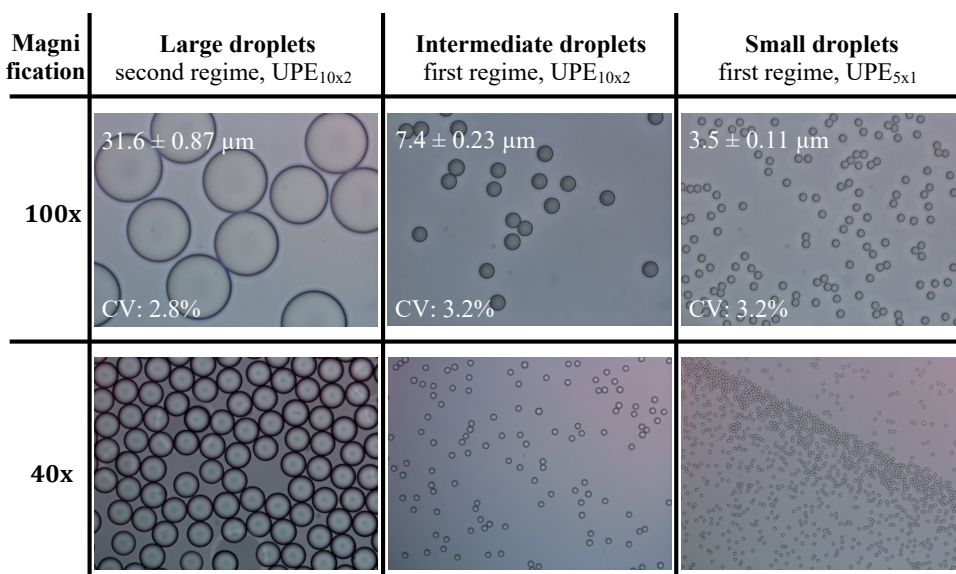 Magni
fication
Large droplets
second regime, UPE10x2
Intermediate droplets
first regime, UPE10x2
Small droplets
first regime, UPE5x1
100x
31.6 ± 0.87 µm
CV: 2.8%
7.4 ± 0.23 µm
CV: 3.2%
3.5 ± 0.11 µm
CV: 3.2%
40x